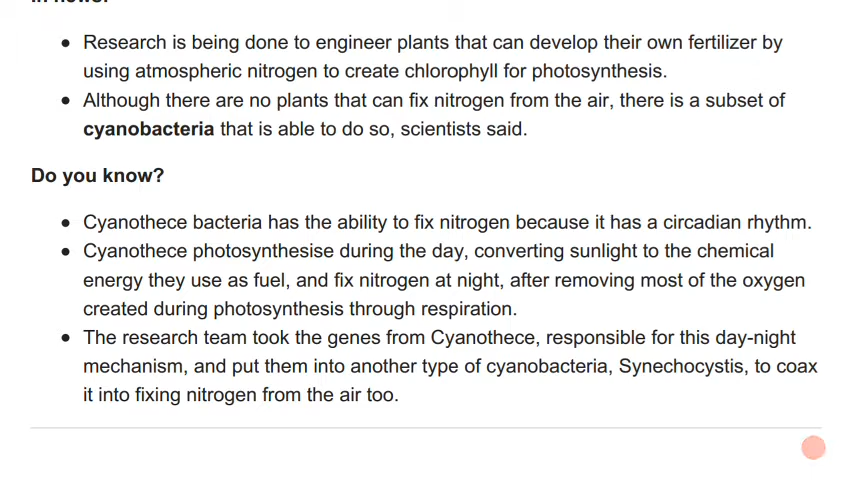 In news:
● Research is being done to engineer plants that can develop their own fertilizer by
using atmospheric nitrogen to create chlorophyll for photosynthesis.
● Although there are no plants that can fix nitrogen from the air, there is a subset of
cyanobacteria that is able to do so, scientists said.
Do you know?
● Cyanothece bacteria has the ability to fix nitrogen because it has a circadian rhythm.
● Cyanothece photosynthesise during the day, converting sunlight to the chemical
energy they use as fuel, and fix nitrogen at night, after removing most of the oxygen
created during photosynthesis through respiration.
● The research team took the genes from Cyanothece, responsible for this day-night
mechanism, and put them into another type of cyanobacteria, Synechocystis, to coax
it into fixing nitrogen from the air too.